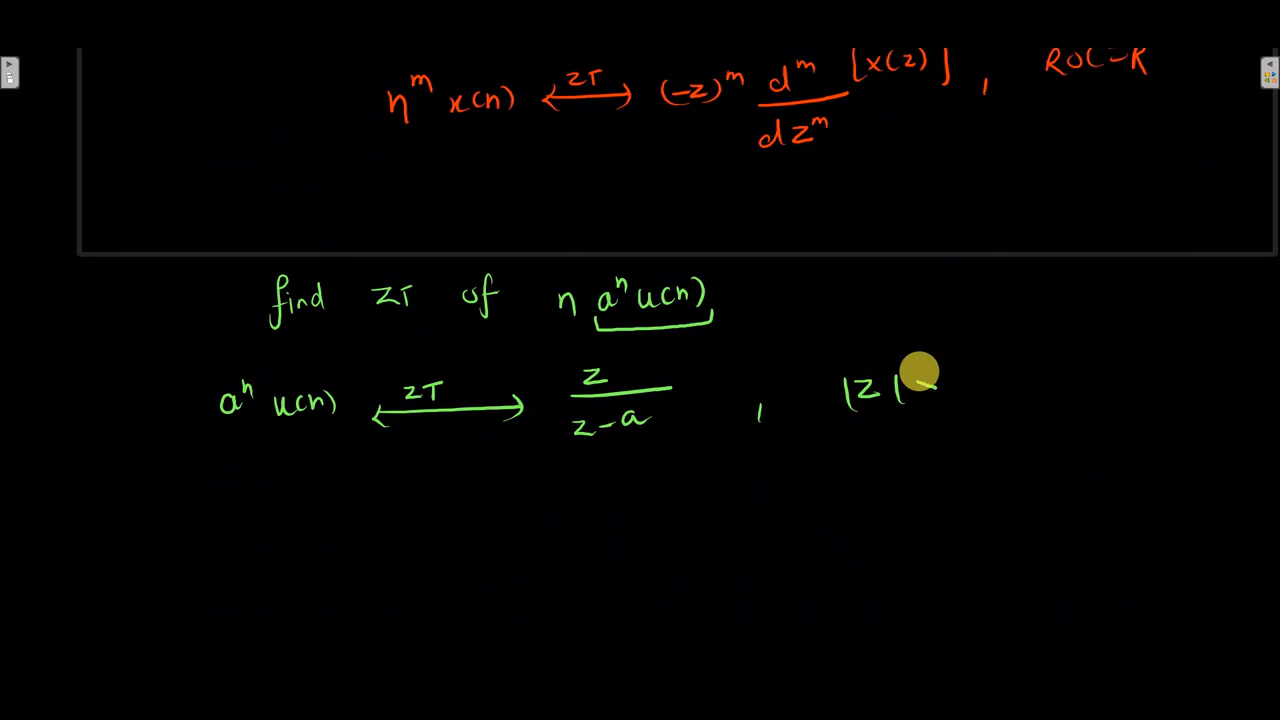 n^m x(n) ⟷^{ZT} (-z)^m d^m/dz^m [x(z)], ROC=R
find ZT of n a^n u(n)
a^n u(n) ⟷^{ZT} z/(z-a) , |z|